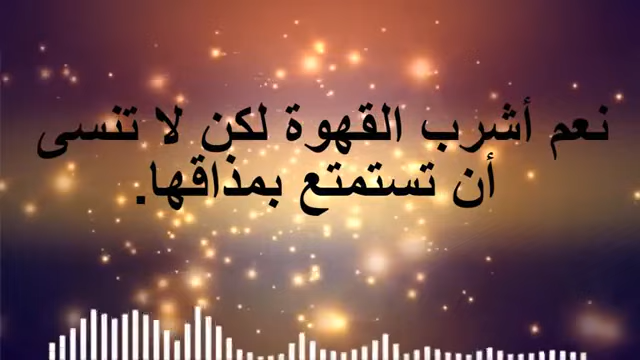 نعم أشرب القهوة لكن لا تنسى
أن تستمتع بمذاقها.